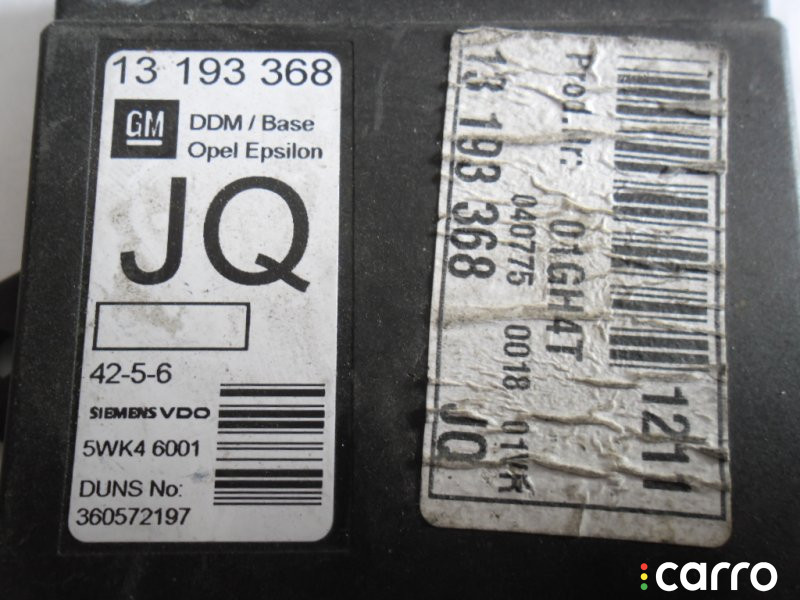 13 193 368
GM
DDM / Base
Opel Epsilon
JQ
42-5-6
SIEMENS VDO
5WK4 6001
DUNS No:
360572197
1211
Prod.Nr.: 01GH4T
040775 0018 01VR
13 193 368 JQ
carro